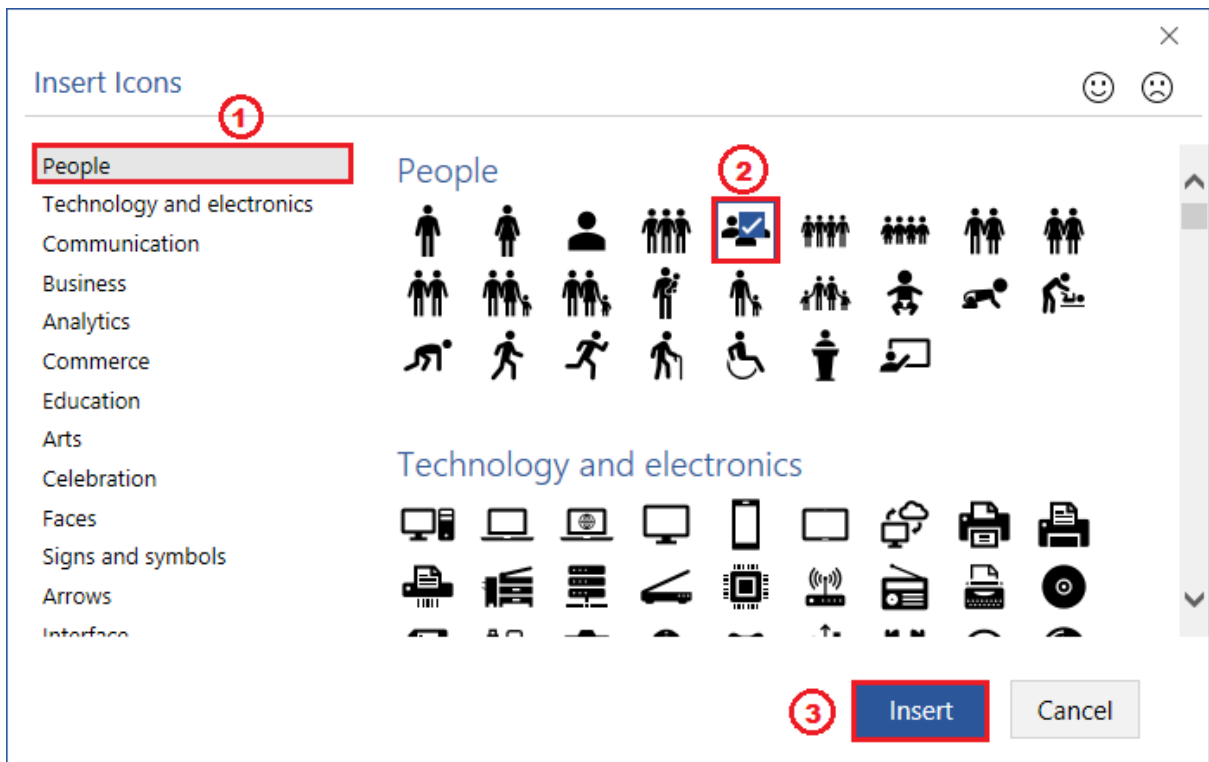 Insert Icons
1
People
Technology and electronics
Communication
Business
Analytics
Commerce
Education
Arts
Celebration
Faces
Signs and symbols
Arrows
Interface
People
2
Technology and electronics
3
Insert
Cancel